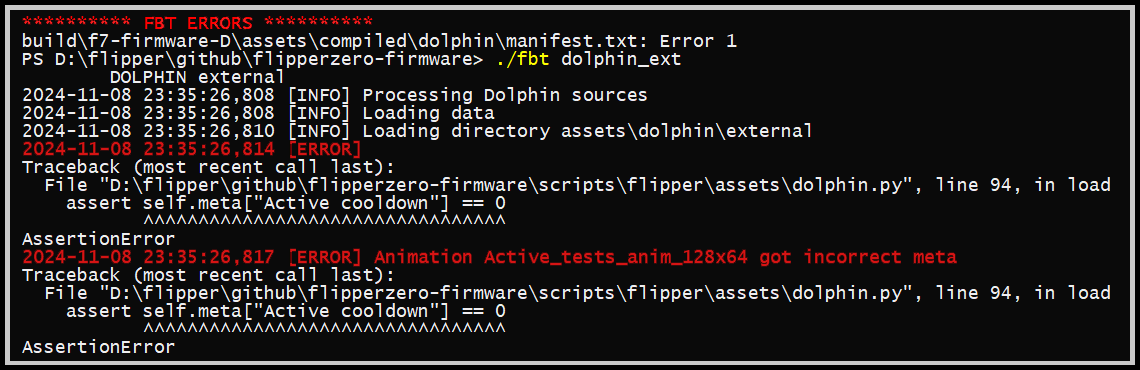 ********** FBT ERRORS **********
build\f7-firmware-D\assets\compiled\dolphin\manifest.txt: Error 1
PS D:\flipper\github\flipperzero-firmware> ./fbt dolphin_ext
        DOLPHIN external
2024-11-08 23:35:26,808 [INFO] Processing Dolphin sources
2024-11-08 23:35:26,808 [INFO] Loading data
2024-11-08 23:35:26,810 [INFO] Loading directory assets\dolphin\external
2024-11-08 23:35:26,814 [ERROR]
Traceback (most recent call last):
  File "D:\flipper\github\flipperzero-firmware\scripts\flipper\assets\dolphin.py", line 94, in load
    assert self.meta["Active cooldown"] == 0
           ^^^^^^^^^^^^^^^^^^^^^^^^^^^^^^^^^
AssertionError
2024-11-08 23:35:26,817 [ERROR] Animation Active_tests_anim_128x64 got incorrect meta
Traceback (most recent call last):
  File "D:\flipper\github\flipperzero-firmware\scripts\flipper\assets\dolphin.py", line 94, in load
    assert self.meta["Active cooldown"] == 0
           ^^^^^^^^^^^^^^^^^^^^^^^^^^^^^^^^^
AssertionError